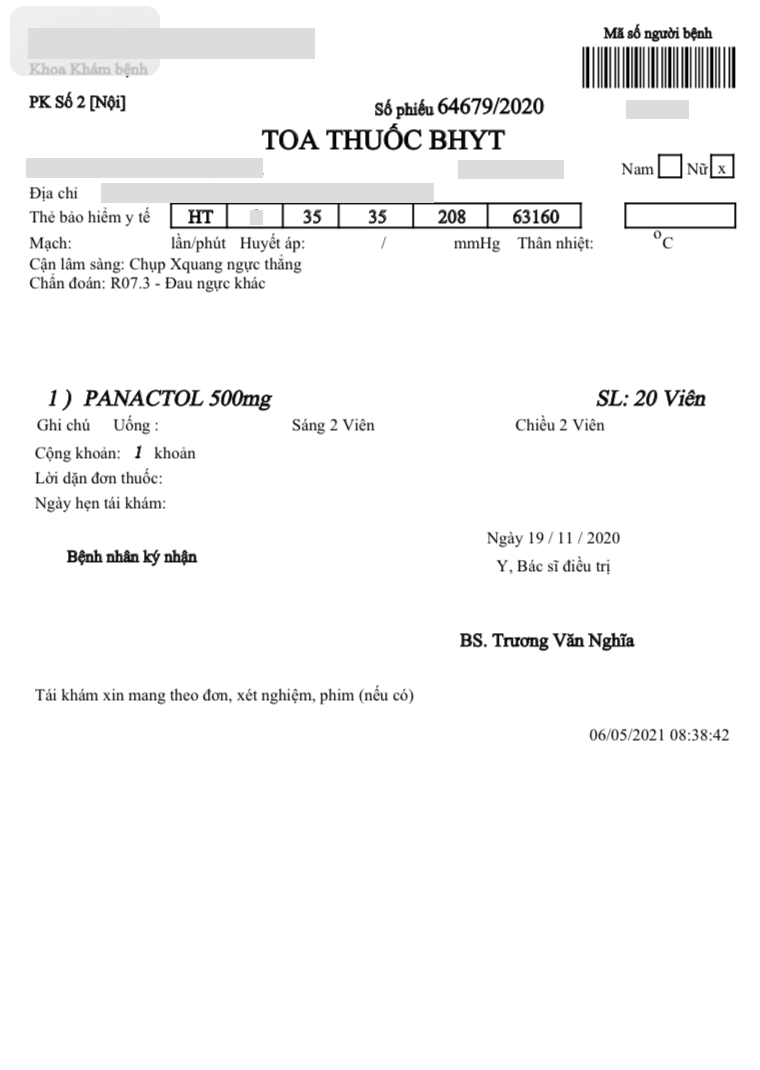 Mã số người bệnh
Khoa Khám bệnh
PK Số 2 [Nội]
Số phiếu 64679/2020
TOA THUỐC BHYT
Nam Nữ x
Địa chỉ
Thẻ bảo hiểm y tế HT 35 35 208 63160
Mạch: lần/phút Huyết áp: / mmHg Thân nhiệt: °C
Cận lâm sàng: Chụp Xquang ngực thẳng
Chẩn đoán: R07.3 - Đau ngực khác
1 ) PANACTOL 500mg SL: 20 Viên
Ghi chú Uống : Sáng 2 Viên Chiều 2 Viên
Cộng khoản: 1 khoản
Lời dặn đơn thuốc:
Ngày hẹn tái khám:
Ngày 19 / 11 / 2020
Bệnh nhân ký nhận
Y, Bác sĩ điều trị
BS. Trương Văn Nghĩa
Tái khám xin mang theo đơn, xét nghiệm, phim (nếu có)
06/05/2021 08:38:42